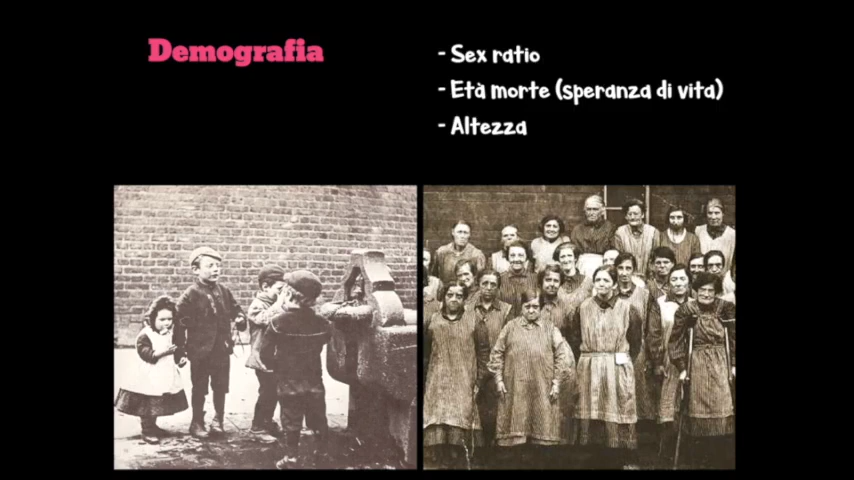 Demografia
- Sex ratio
- Età morte (speranza di vita)
- Altezza